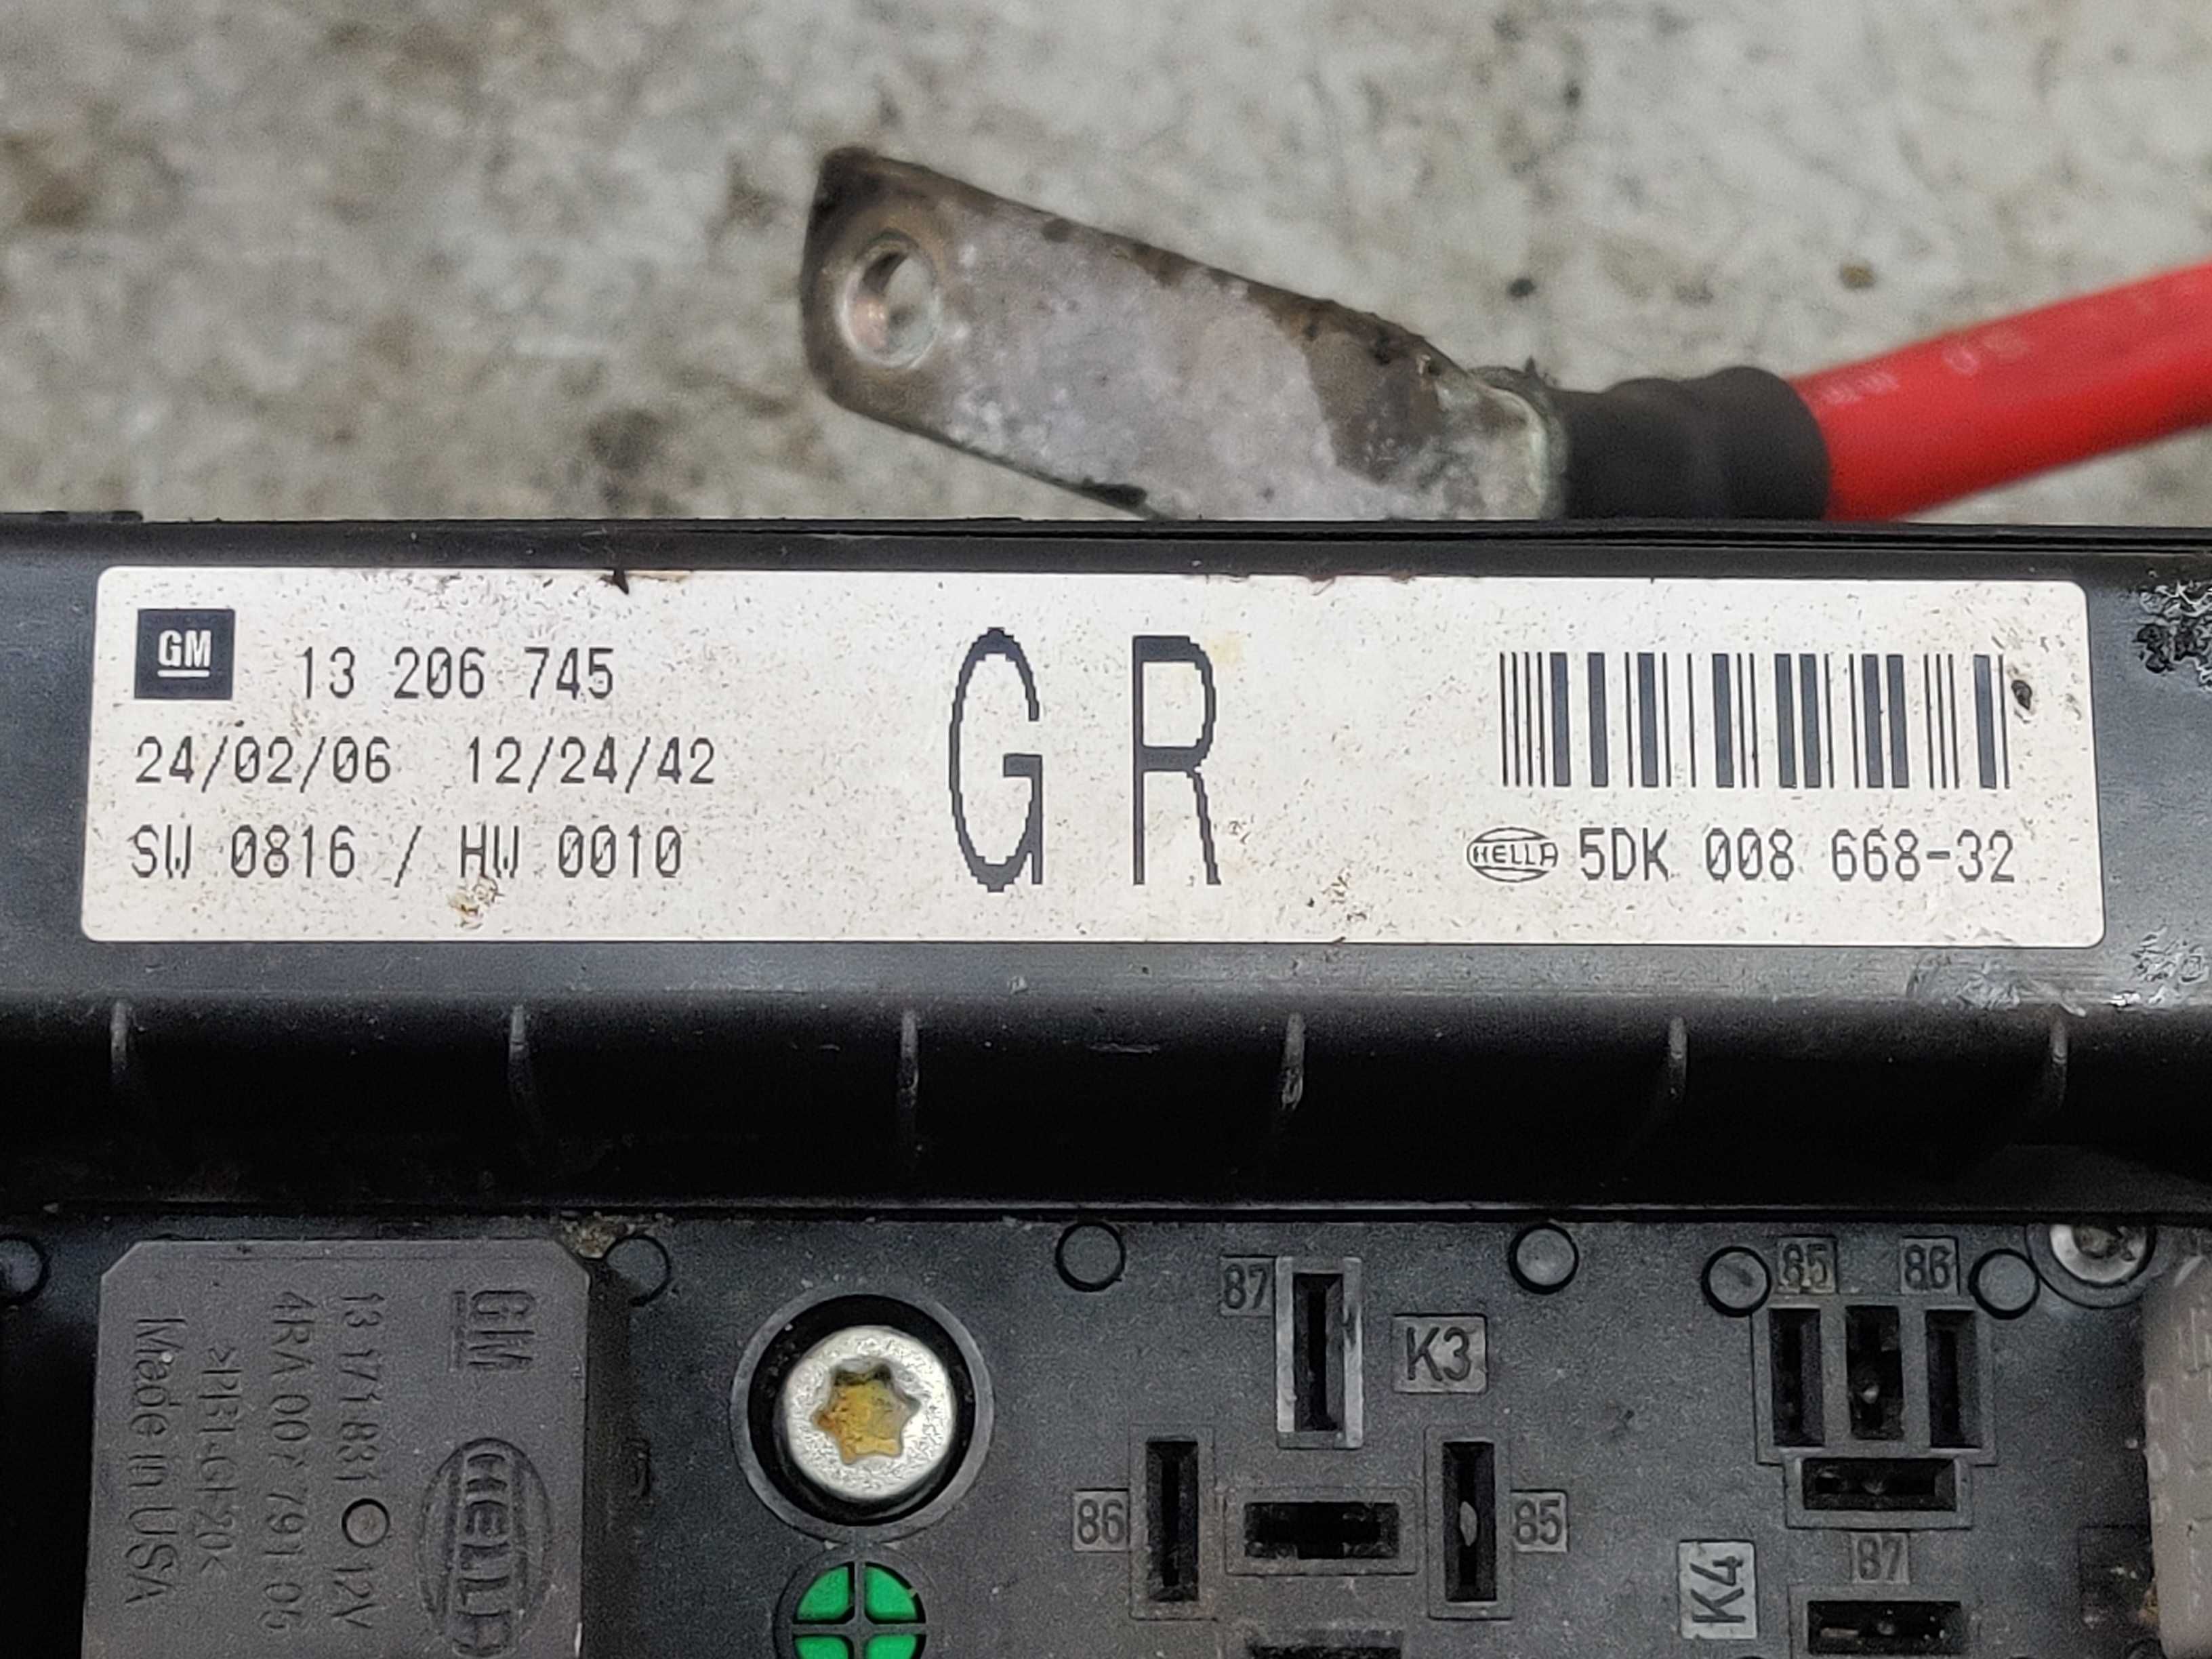 GM
13 206 745
24/02/06 12/24/42
SW 0816 / HW 0010
G R
HELLA 5DK 008 668-32
GM
13 171 831 12V
4RA 007 791 05
Made in USA
HELLA
87
K3
86
85
85
86
87
K4